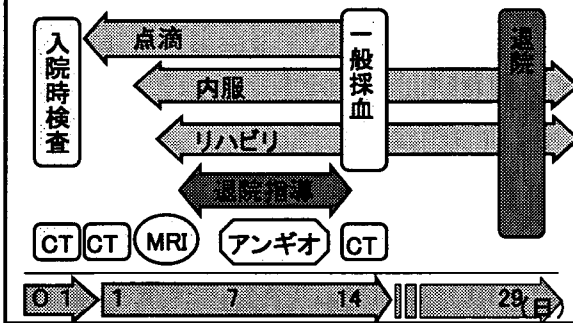 入院時検査
点滴
一般採血
退院
内服
リハビリ
退院指導
CT
CT
MRI
アンギオ
CT
0 1
1
7
14
29(日)